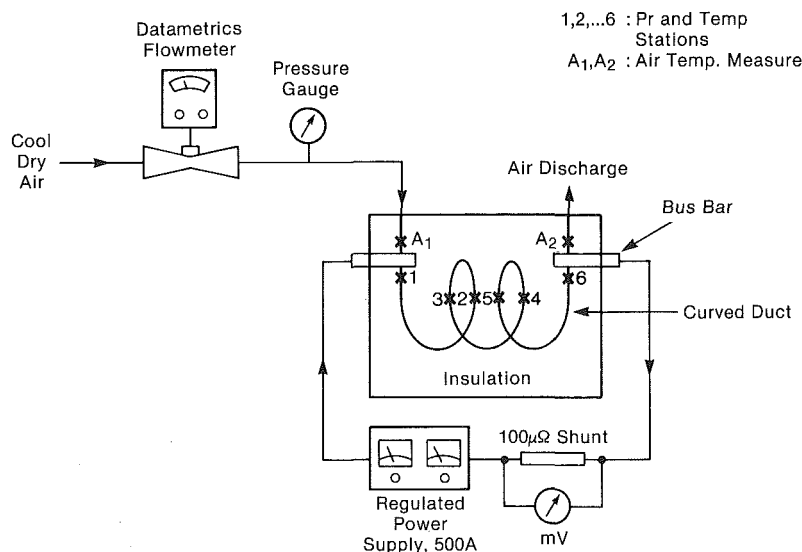 Datametrics
Flowmeter
1,2,...6 : Pr and Temp
Stations
A1,A2 : Air Temp. Measure
Pressure
Gauge
Cool
Dry
Air
Air Discharge
Bus Bar
A1
A2
1
6
3
2
5
4
Curved Duct
Insulation
100μΩ Shunt
Regulated
Power
Supply, 500A
mV